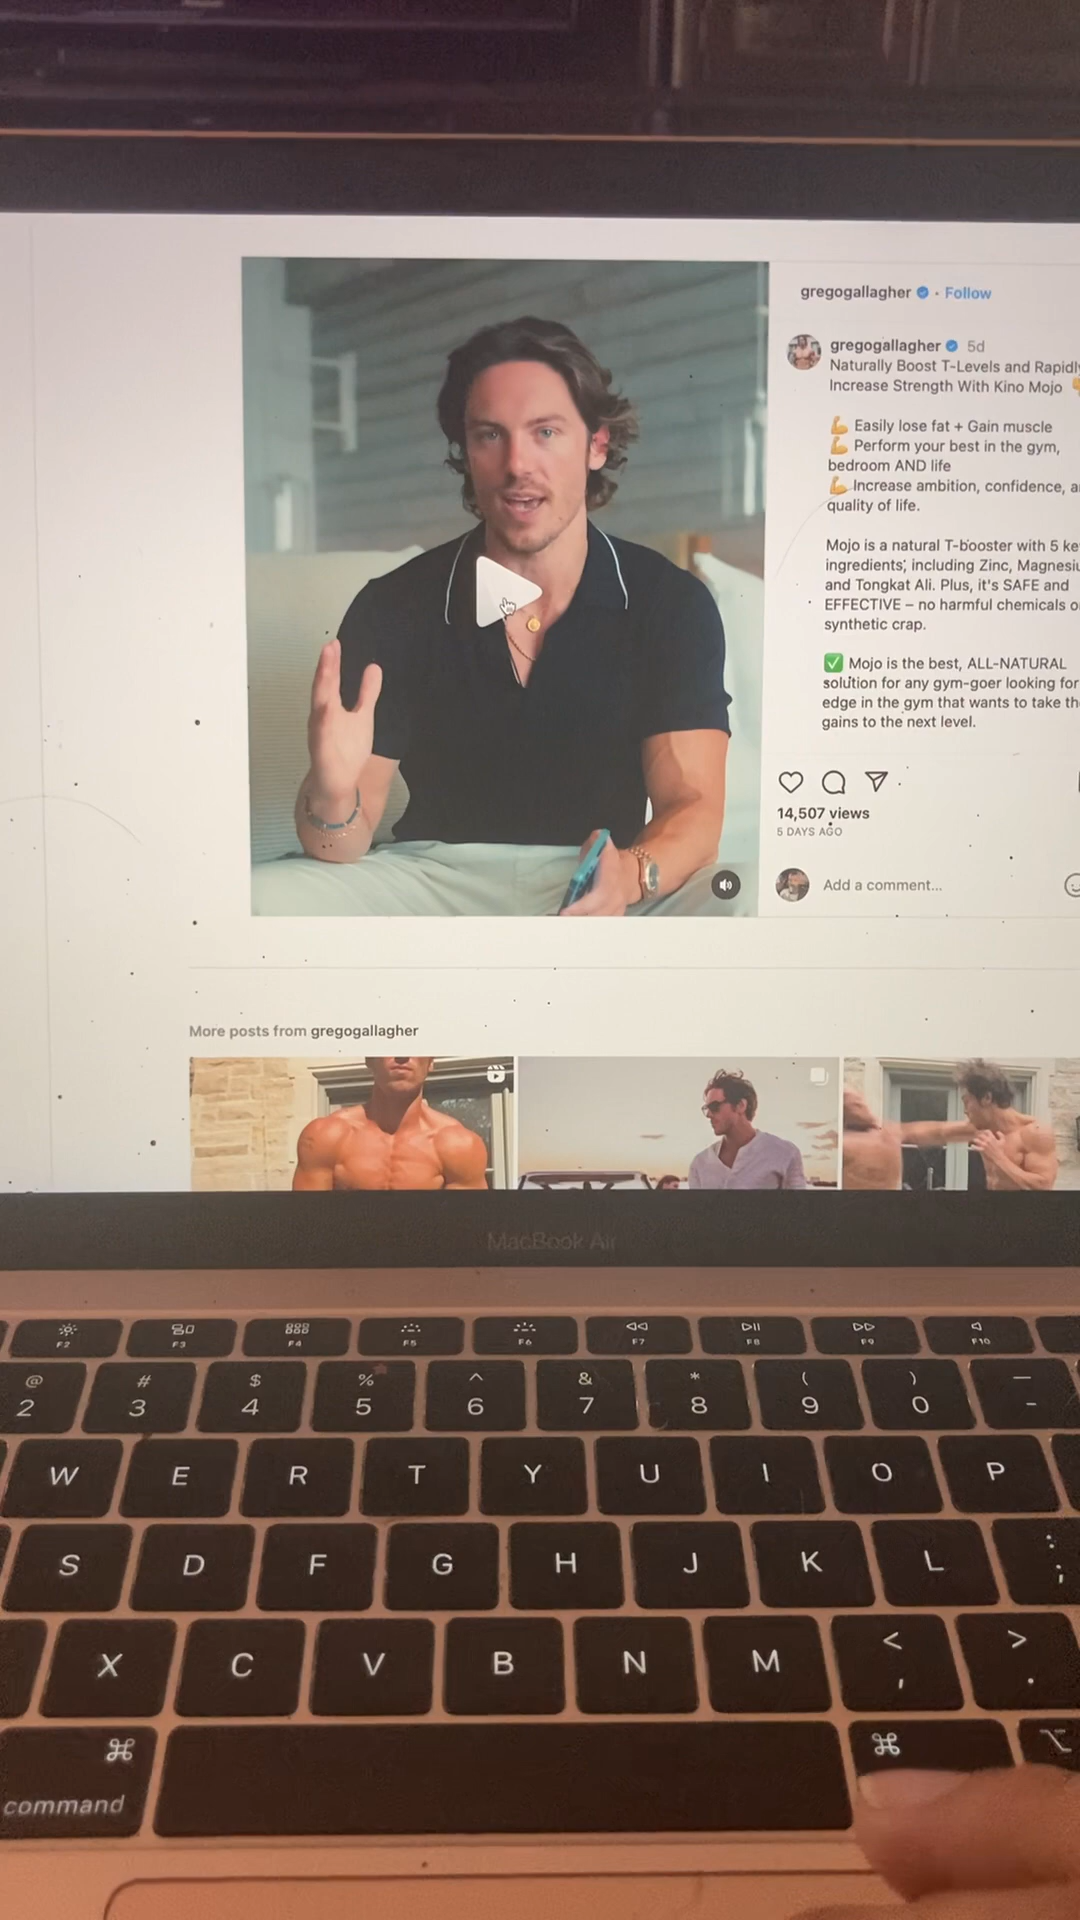 gregogallagher • Follow
gregogallagher 5d
Naturally Boost T-Levels and Rapidly
Increase Strength With Kino Mojo
Easily lose fat + Gain muscle
Perform your best in the gym,
bedroom AND life
Increase ambition, confidence,
quality of life.
Mojo is a natural T-booster with 5
ingredients, including Zinc,
and Tongkat Ali. Plus, it's SAFE and
EFFECTIVE – no harmful chemicals
synthetic crap.
Mojo is the best, ALL-NATURAL
solution for any gym-goer looking for
edge in the gym that wants to take
gains to the next level.
14,507 views
5 DAYS AGO
Add a comment...
More posts from gregogallagher
MacBook Air
F2 F3 F4 F5 F6 F7 F8 F9 F10
@ # $ % ^ & * ( ) —
2 3 4 5 6 7 8 9 0 -
W E R T Y U I O P
S D F G H J K L : ;
X C V B N M < , > .
⌘ ⌘ ⌥
command